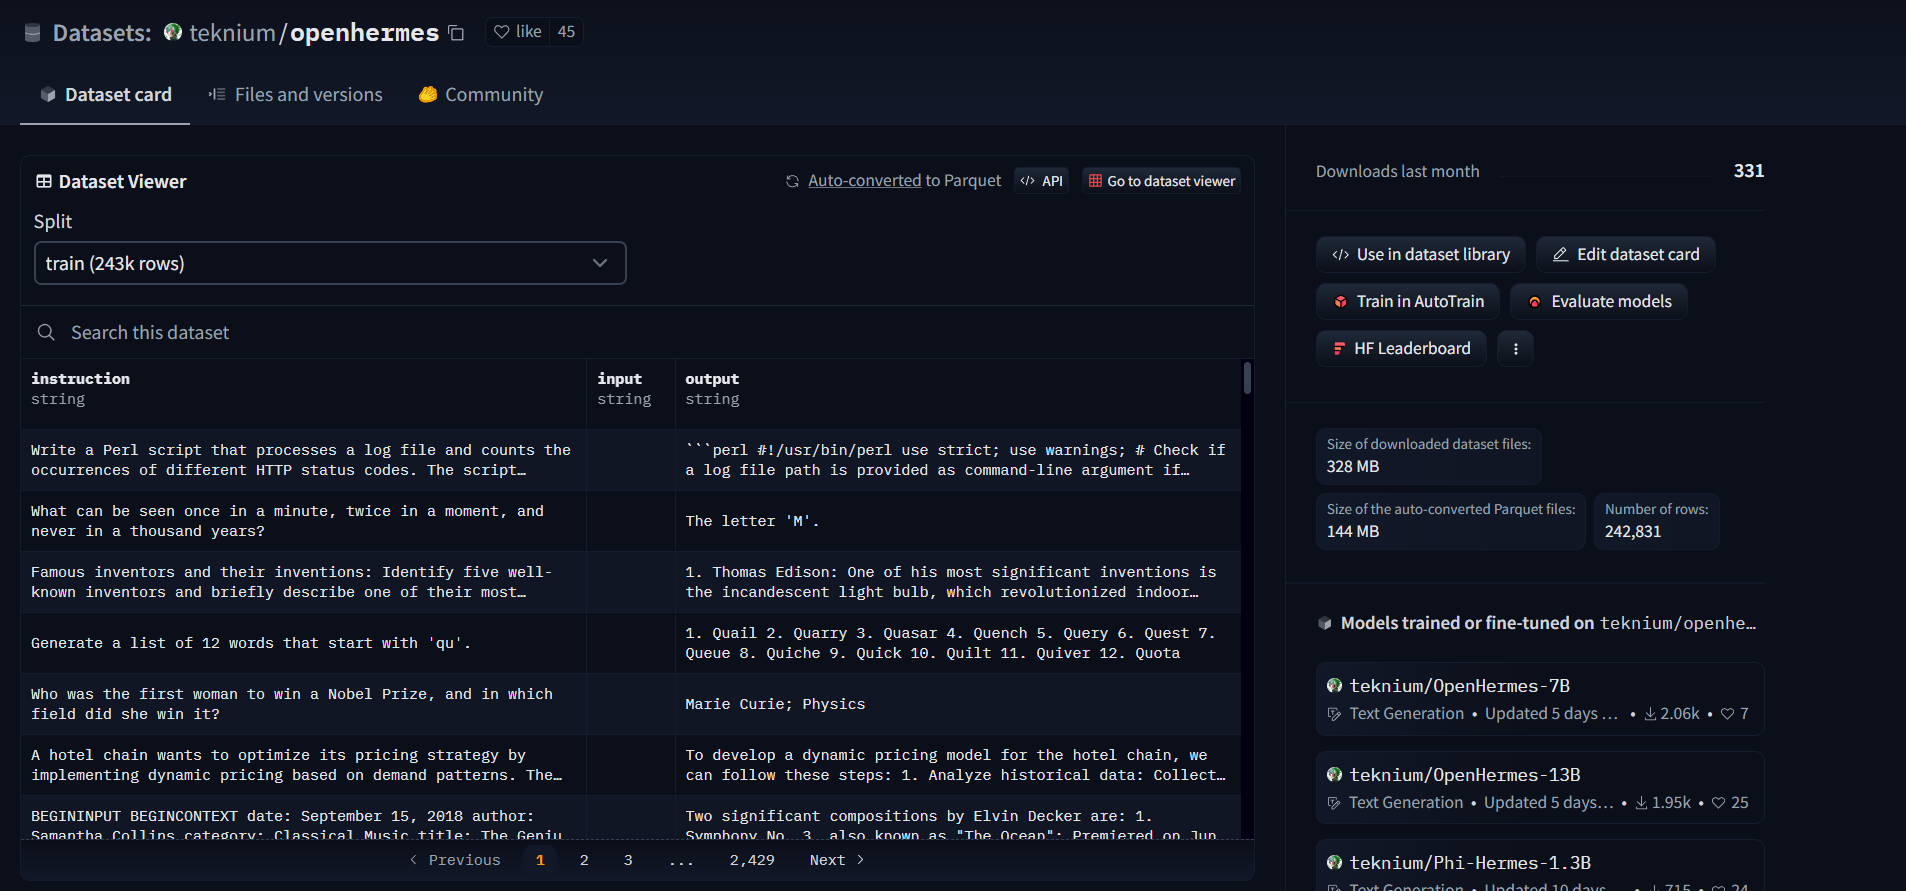 Datasets: teknium/openhermes like 45
Dataset card Files and versions Community
Dataset Viewer Auto-converted to Parquet API Go to dataset viewer
Split
train (243k rows)
Search this dataset
instruction input output
string string string
Write a Perl script that processes a log file and counts the
occurrences of different HTTP status codes. The script…
```perl #!/usr/bin/perl use strict; use warnings; # Check if
a log file path is provided as command-line argument if…
What can be seen once in a minute, twice in a moment, and
never in a thousand years?
The letter 'M'.
Famous inventors and their inventions: Identify five well-
known inventors and briefly describe one of their most…
1. Thomas Edison: One of his most significant inventions is
the incandescent light bulb, which revolutionized indoor…
Generate a list of 12 words that start with 'qu'.
1. Quail 2. Quarry 3. Quasar 4. Quench 5. Query 6. Quest 7.
Queue 8. Quiche 9. Quick 10. Quilt 11. Quiver 12. Quota
Who was the first woman to win a Nobel Prize, and in which
field did she win it?
Marie Curie; Physics
A hotel chain wants to optimize its pricing strategy by
implementing dynamic pricing based on demand patterns. The…
To develop a dynamic pricing model for the hotel chain, we
can follow these steps: 1. Analyze historical data: Collect…
BEGININPUT BEGINCONTEXT date: September 15, 2018 author:
Samantha Collins category: Classical Music title: The Geniu
Two significant compositions by Elvin Decker are: 1.
Symphony No. 3, also known as "The Ocean": Premiered on Jun
Previous 1 2 3 ... 2,429 Next
Downloads last month 331
Use in dataset library Edit dataset card
Train in AutoTrain Evaluate models
HF Leaderboard
Size of downloaded dataset files:
328 MB
Size of the auto-converted Parquet files:
144 MB
Number of rows:
242,831
Models trained or fine-tuned on teknium/openhe…
teknium/OpenHermes-7B
Text Generation • Updated 5 days … • 2.06k • 7
teknium/OpenHermes-13B
Text Generation • Updated 5 days… • 1.95k • 25
teknium/Phi-Hermes-1.3B
Text Generation • Updated 10 days • 715 • 24